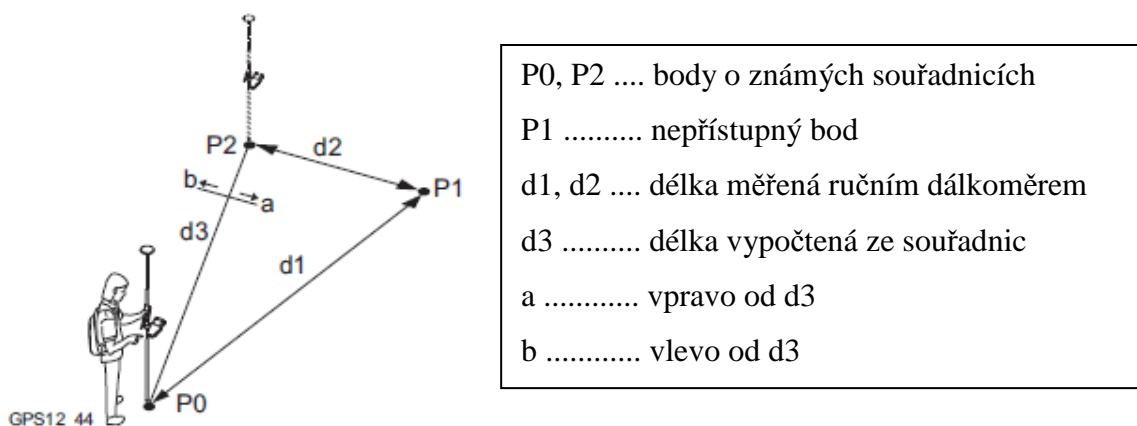 P2
d2
b
a
P1
d3
d1
P0
GPS12 44
P0, P2 .... body o známých souřadnicích
P1 .......... nepřístupný bod
d1, d2 .... délka měřená ručním dálkoměrem
d3 .......... délka vypočtená ze souřadnic
a ............ vpravo od d3
b ............ vlevo od d3